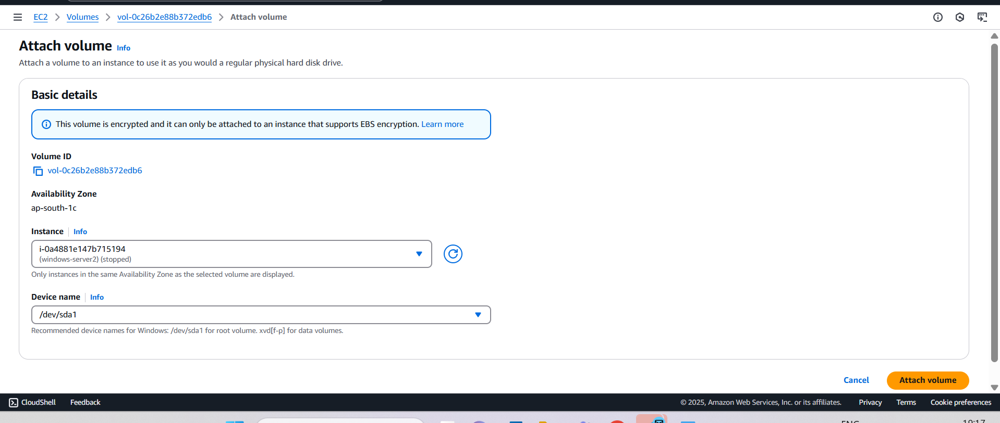 EC2 > Volumes > vol-0c26b2e88b372edb6 > Attach volume
Attach volume Info
Attach a volume to an instance to use it as you would a regular physical hard disk drive.
Basic details
This volume is encrypted and it can only be attached to an instance that supports EBS encryption. Learn more
Volume ID
vol-0c26b2e88b372edb6
Availability Zone
ap-south-1c
Instance | Info
i-0a4881e147b715194
(windows-server2) (stopped)
Only instances in the same Availability Zone as the selected volume are displayed.
Device name | Info
/dev/sda1
Recommended device names for Windows: /dev/sda1 for root volume. xvd[f-p] for data volumes.
Cancel Attach volume
CloudShell Feedback © 2025, Amazon Web Services, Inc. or its affiliates. Privacy Terms Cookie preferences